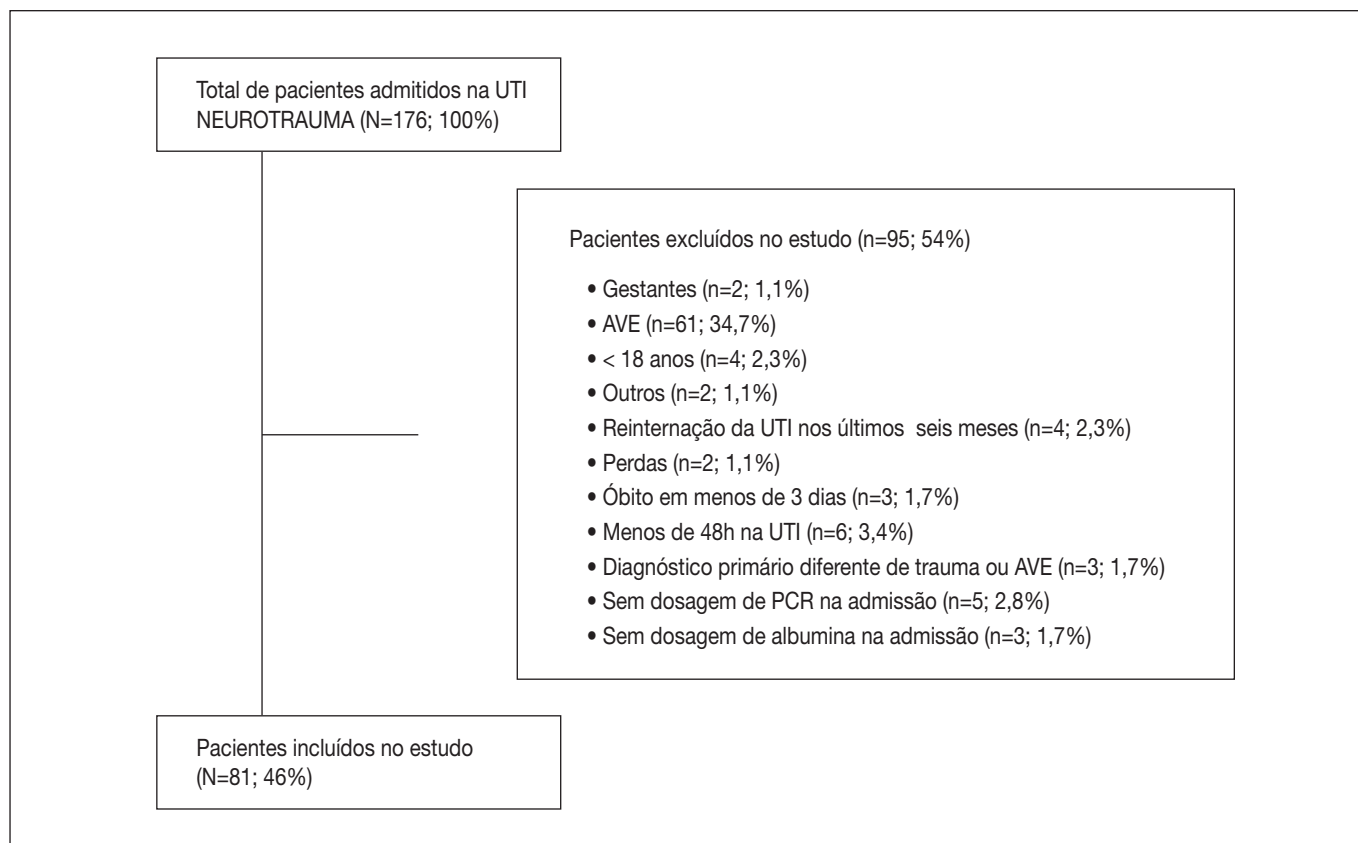 Total de pacientes admitidos na UTI
NEUROTRAUMA (N=176; 100%)
Pacientes excluídos no estudo (n=95; 54%)
• Gestantes (n=2; 1,1%)
• AVE (n=61; 34,7%)
• < 18 anos (n=4; 2,3%)
• Outros (n=2; 1,1%)
• Reinternação da UTI nos últimos seis meses (n=4; 2,3%)
• Perdas (n=2; 1,1%)
• Óbito em menos de 3 dias (n=3; 1,7%)
• Menos de 48h na UTI (n=6; 3,4%)
• Diagnóstico primário diferente de trauma ou AVE (n=3; 1,7%)
• Sem dosagem de PCR na admissão (n=5; 2,8%)
• Sem dosagem de albumina na admissão (n=3; 1,7%)
Pacientes incluídos no estudo
(N=81; 46%)